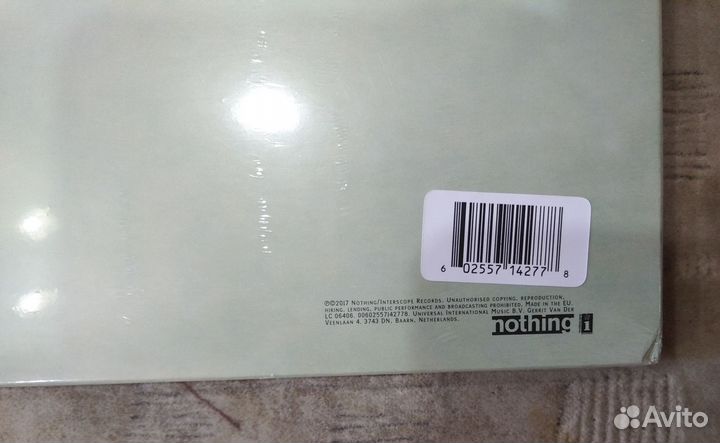 6 02557 14277 8
℗©2017 Nothing/Interscope Records. Unauthorised copying, reproduction,
hiring, lending, public performance and broadcasting prohibited. Made in the EU.
LC 06406. 00602557142778. Universal International Music B.V. Gerrit Van Der
Veenlaan 4, 3743 DN, Baarn, Netherlands.
nothing i
Avito